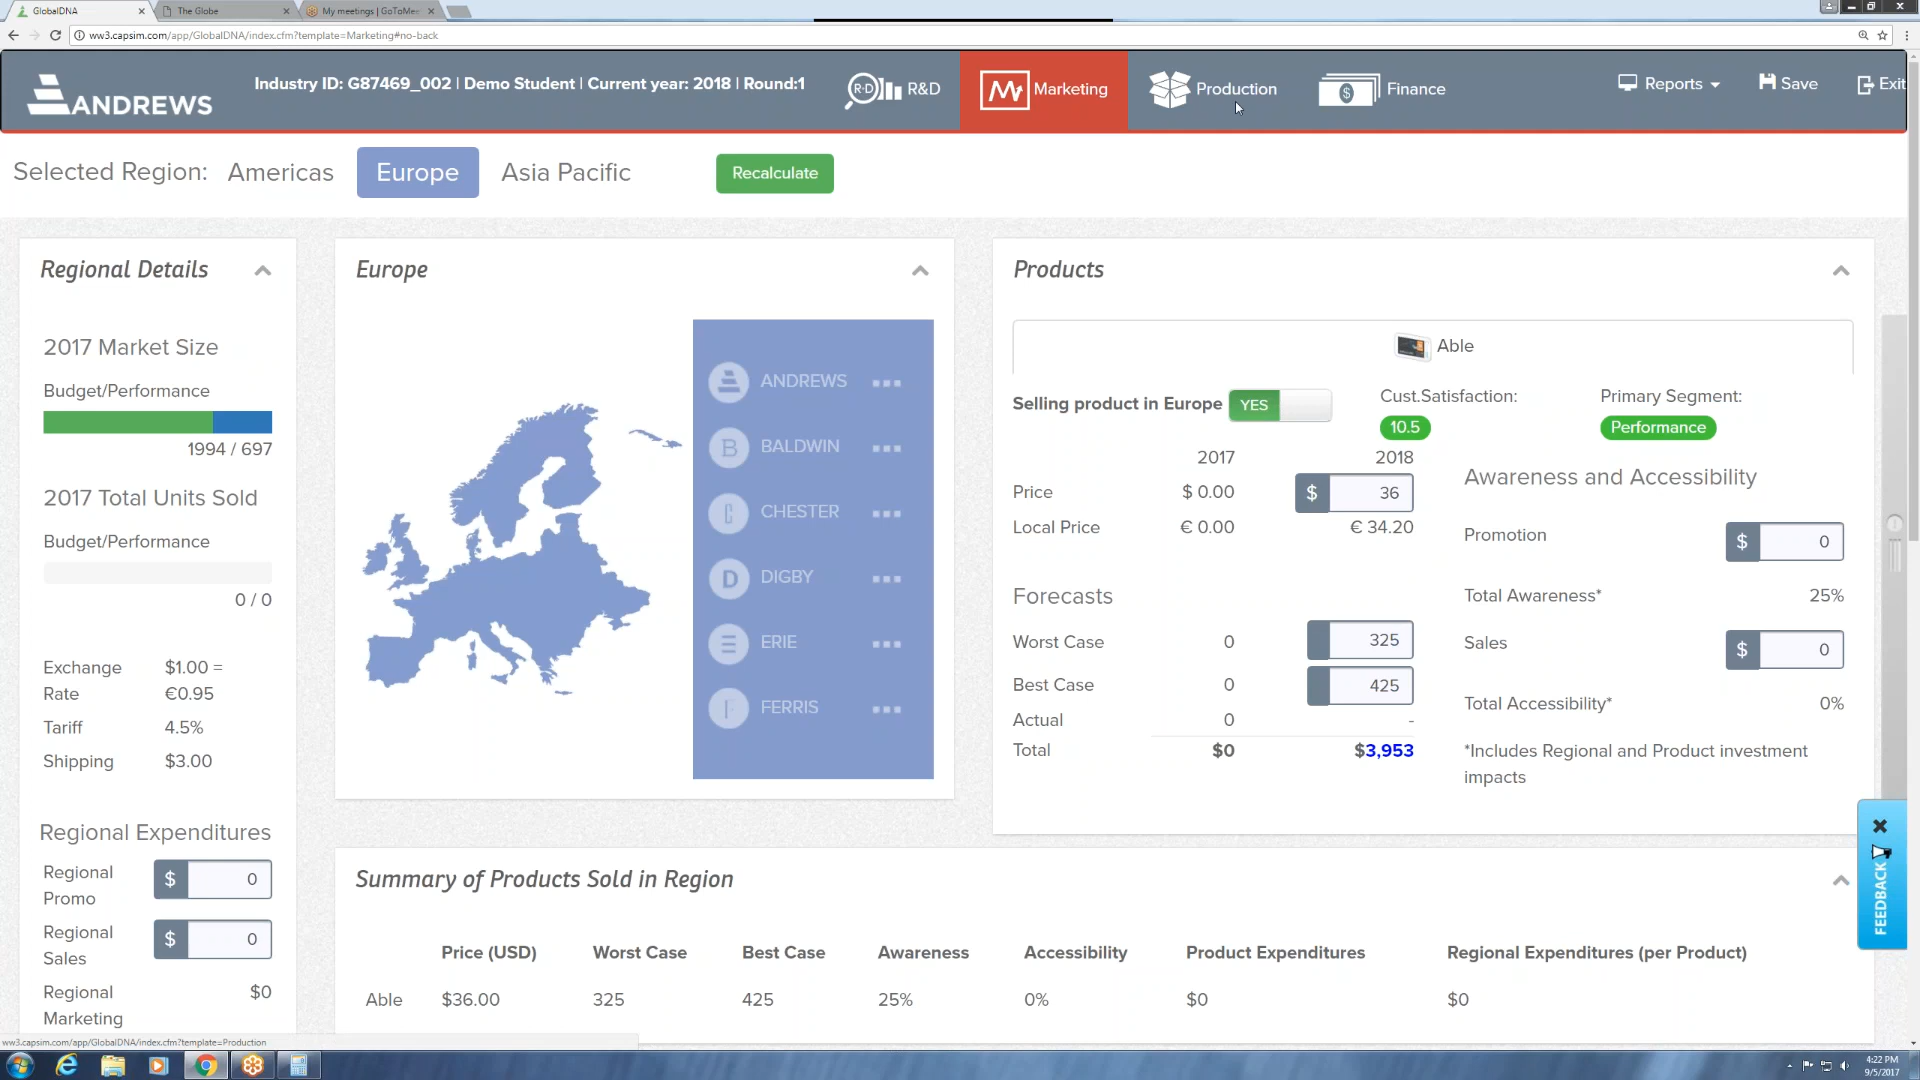 GlobalDNA
The Globe
My meetings | GoToMee
ww3.capsim.com/app/GlobalDNA/index.cfm?template=Marketing#no-back
ANDREWS
Industry ID: G87469_002 | Demo Student | Current year: 2018 | Round:1
R&D
Marketing
Production
Finance
Reports
Save
Exit
Selected Region:
Americas
Europe
Asia Pacific
Recalculate
Regional Details
2017 Market Size
Budget/Performance
1994 / 697
2017 Total Units Sold
Budget/Performance
0 / 0
Exchange Rate
$1.00 = €0.95
Tariff
4.5%
Shipping
$3.00
Regional Expenditures
Regional Promo
$ 0
Regional Sales
$ 0
Regional Marketing
$0
Europe
ANDREWS
B BALDWIN
C CHESTER
D DIGBY
E ERIE
F FERRIS
Products
Able
Selling product in Europe YES
Cust.Satisfaction:
10.5
Primary Segment:
Performance
2017 2018
Price $ 0.00 $ 36
Local Price € 0.00 € 34.20
Forecasts
Worst Case 0 325
Best Case 0 425
Actual 0 -
Total $0 $3,953
Awareness and Accessibility
Promotion $ 0
Total Awareness* 25%
Sales $ 0
Total Accessibility* 0%
*Includes Regional and Product investment
impacts
Summary of Products Sold in Region
Price (USD) Worst Case Best Case Awareness Accessibility Product Expenditures Regional Expenditures (per Product)
Able $36.00 325 425 25% 0% $0 $0
FEEDBACK
ww3.capsim.com/app/GlobalDNA/index.cfm?template=Production
4:22 PM
9/5/2017